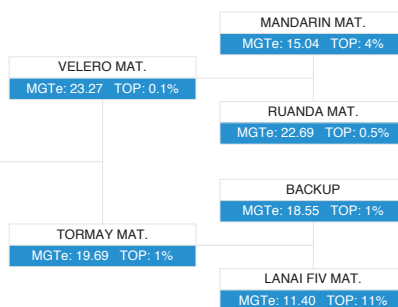 MANDARIN MAT.
MGTe: 15.04 TOP: 4%
VELERO MAT.
MGTe: 23.27 TOP: 0.1%
RUANDA MAT.
MGTe: 22.69 TOP: 0.5%
BACKUP
MGTe: 18.55 TOP: 1%
TORMAY MAT.
MGTe: 19.69 TOP: 1%
LANAI FIV MAT.
MGTe: 11.40 TOP: 11%